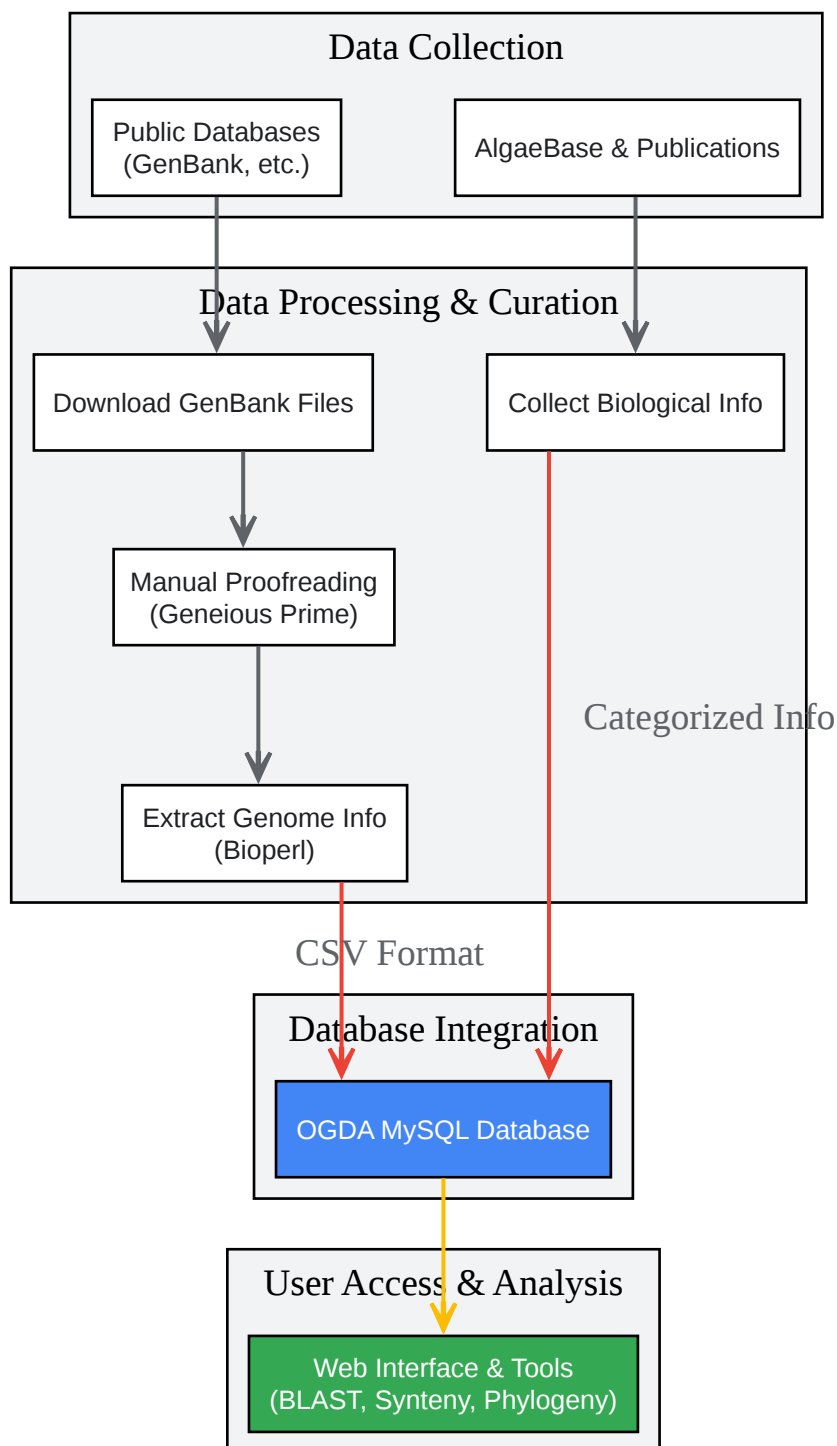 Data Collection
Public Databases
(GenBank, etc.)
AlgaeBase & Publications
Data Processing & Curation
Download GenBank Files
Collect Biological Info
Manual Proofreading
(Geneious Prime)
Categorized Info
Extract Genome Info
(Bioperl)
CSV Format
Database Integration
OGDA MySQL Database
User Access & Analysis
Web Interface & Tools
(BLAST, Synteny, Phylogeny)